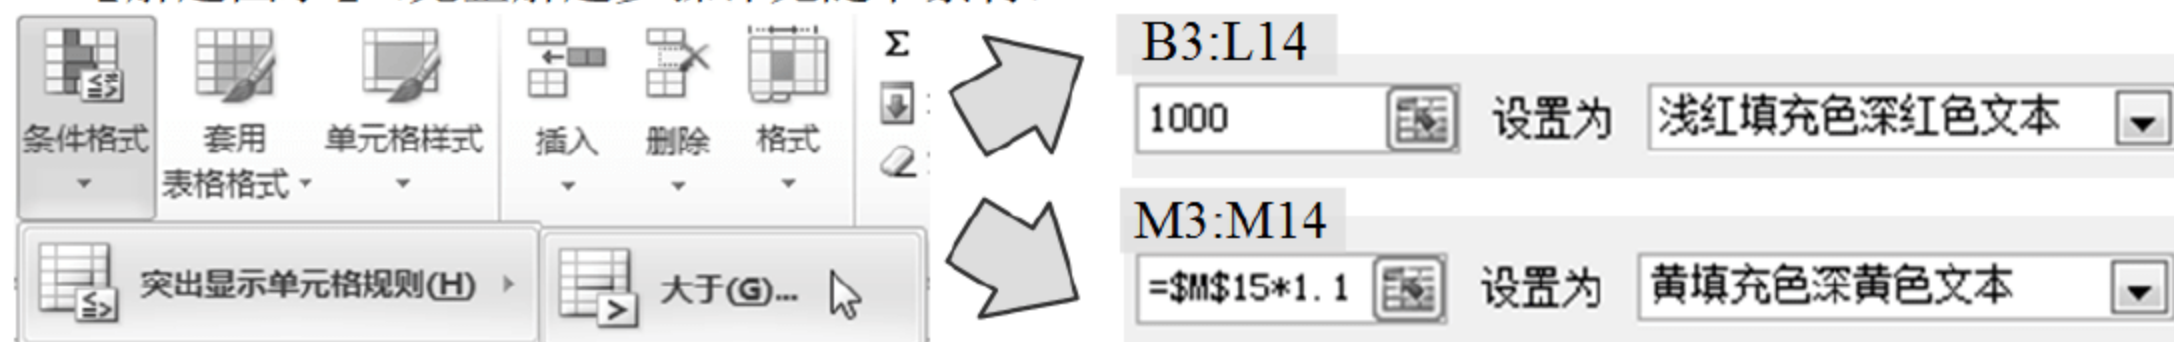 条件格式
套用
表格格式
单元格样式
插入
删除
格式
Σ
突出显示单元格规则(H)
大于(G)...
B3:L14
1000 设置为 浅红填充色深红色文本
M3:M14
=$M$15*1.1 设置为 黄填充色深黄色文本